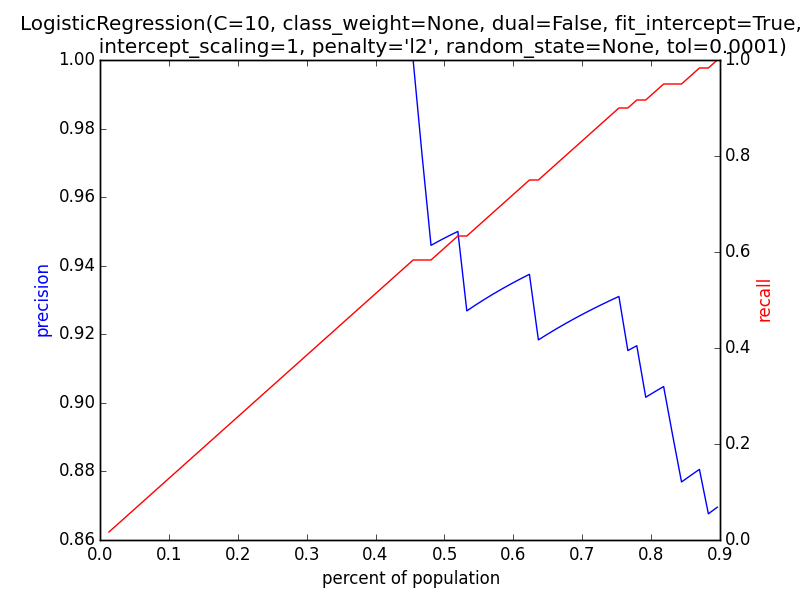 LogisticRegression(C=10, class_weight=None, dual=False, fit_intercept=True,
intercept_scaling=1, penalty='l2', random_state=None, tol=0.0001)
1.00
0.98
0.96
0.94
0.92
0.90
0.88
0.86
precision
1.0
0.8
0.6
0.4
0.2
0.0
recall
0.0 0.1 0.2 0.3 0.4 0.5 0.6 0.7 0.8 0.9
percent of population